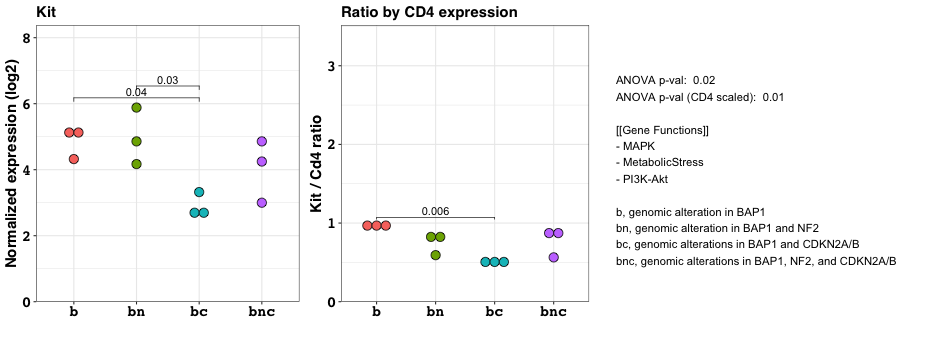 Kit
Normalized expression (log2)
8
6
4
2
0
0.03
0.04
b
bn
bc
bnc
Ratio by CD4 expression
Kit / Cd4 ratio
3
2
1
0
0.006
b
bn
bc
bnc
ANOVA p-val: 0.02
ANOVA p-val (CD4 scaled): 0.01
[[Gene Functions]]
- MAPK
- MetabolicStress
- PI3K-Akt
b, genomic alteration in BAP1
bn, genomic alteration in BAP1 and NF2
bc, genomic alterations in BAP1 and CDKN2A/B
bnc, genomic alterations in BAP1, NF2, and CDKN2A/B